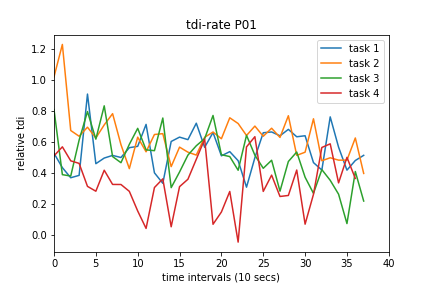 tdi-rate P01
task 1
task 2
task 3
task 4
relative tdi
1.2
1.0
0.8
0.6
0.4
0.2
0.0
0 5 10 15 20 25 30 35 40
time intervals (10 secs)